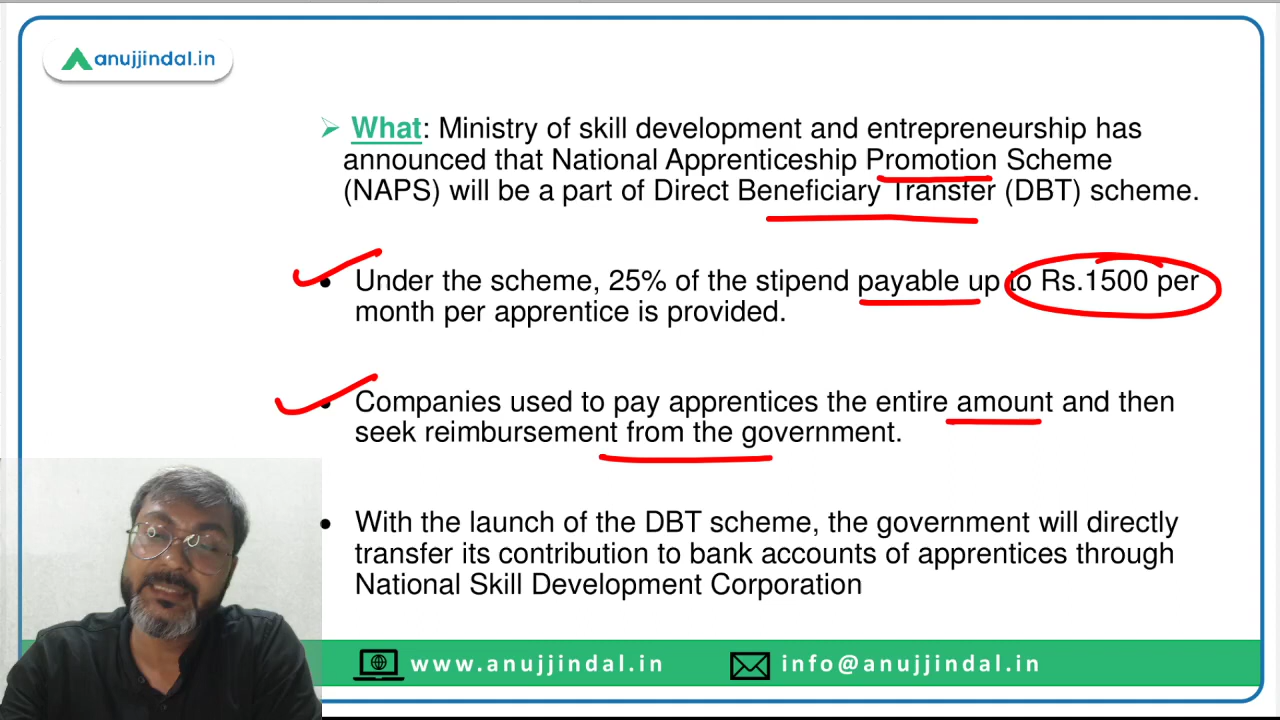 anujjindal.in
What: Ministry of skill development and entrepreneurship has
announced that National Apprenticeship Promotion Scheme
(NAPS) will be a part of Direct Beneficiary Transfer (DBT) scheme.
Under the scheme, 25% of the stipend payable up to Rs.1500 per
month per apprentice is provided.
Companies used to pay apprentices the entire amount and then
seek reimbursement from the government.
With the launch of the DBT scheme, the government will directly
transfer its contribution to bank accounts of apprentices through
National Skill Development Corporation
www.anujjindal.in info@anujjindal.in